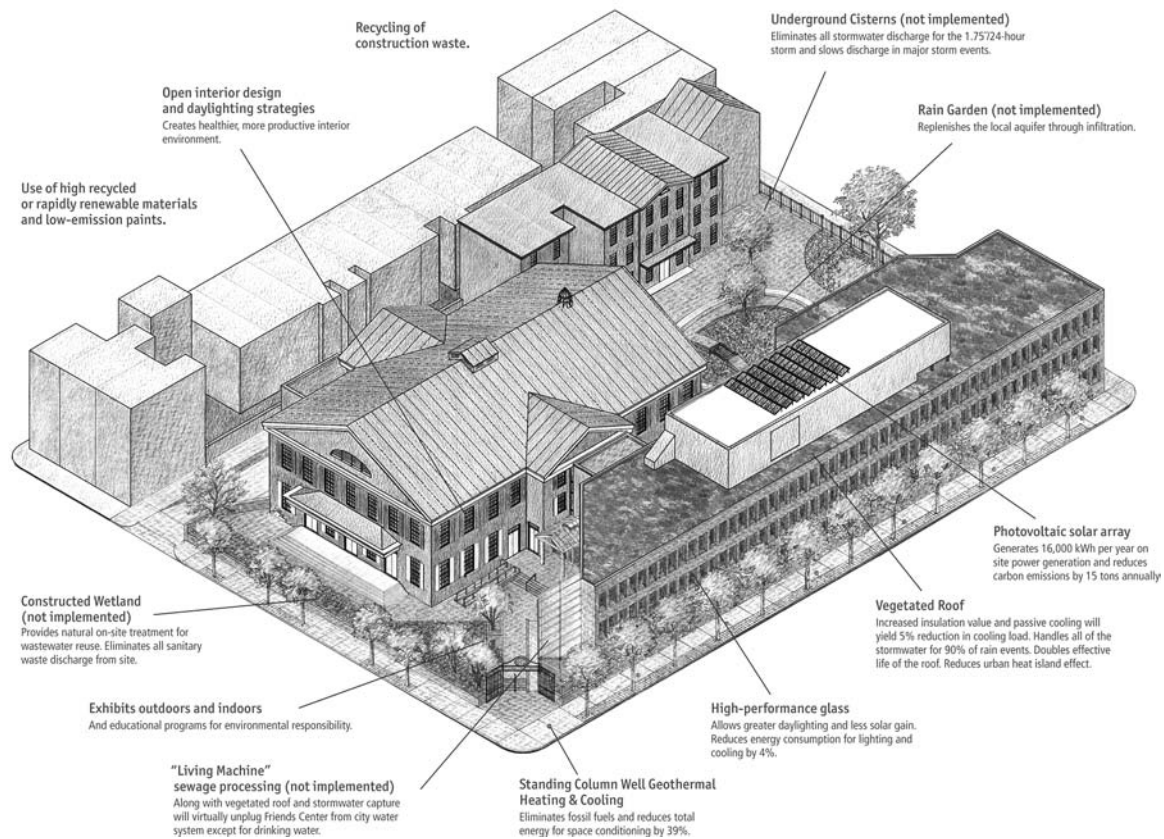 Recycling of
construction waste.
Underground Cisterns (not implemented)
Eliminates all stormwater discharge for the 1.75"/24-hour
storm and slows discharge in major storm events.
Open interior design
and daylighting strategies
Creates healthier, more productive interior
environment.
Rain Garden (not implemented)
Replenishes the local aquifer through infiltration.
Use of high recycled
or rapidly renewable materials
and low-emission paints.
Photovoltaic solar array
Generates 16,000 kWh per year on
site power generation and reduces
carbon emissions by 15 tons annually
Constructed Wetland
(not implemented)
Provides natural on-site treatment for
wastewater reuse. Eliminates all sanitary
waste discharge from site.
Vegetated Roof
Increased insulation value and passive cooling will
yield 5% reduction in cooling load. Handles all of the
stormwater for 90% of rain events. Doubles effective
life of the roof. Reduces urban heat island effect.
Exhibits outdoors and indoors
And educational programs for environmental responsibility.
High-performance glass
Allows greater daylighting and less solar gain.
Reduces energy consumption for lighting and
cooling by 4%.
"Living Machine"
sewage processing (not implemented)
Along with vegetated roof and stormwater capture
will virtually unplug Friends Center from city water
system except for drinking water.
Standing Column Well Geothermal
Heating & Cooling
Eliminates fossil fuels and reduces total
energy for space conditioning by 39%.